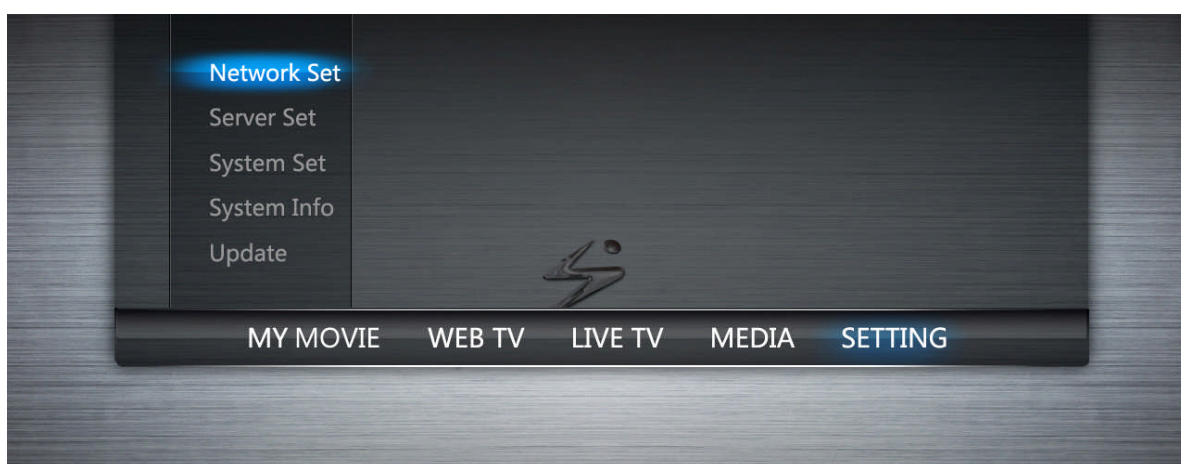 Network Set
Server Set
System Set
System Info
Update
MY MOVIE WEB TV LIVE TV MEDIA SETTING